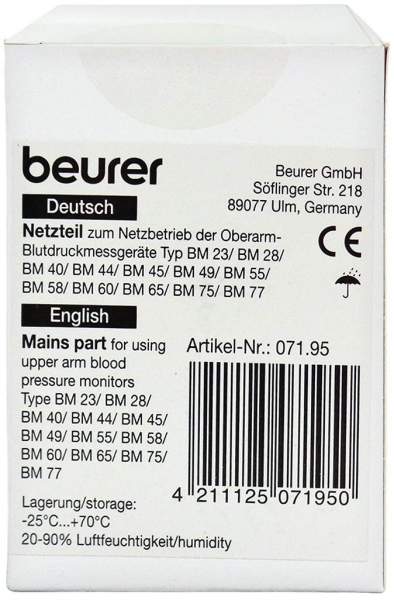 beurer
Beurer GmbH
Söflinger Str. 218
89077 Ulm, Germany
Deutsch
Netzteil zum Netzbetrieb der Oberarm-
Blutdruckmessgeräte Typ BM 23/ BM 28/
BM 40/ BM 44/ BM 45/ BM 49/ BM 55/
BM 58/ BM 60/ BM 65/ BM 75/ BM 77
CE
English
Mains part for using
upper arm blood
pressure monitors
Type BM 23/ BM 28/
BM 40/ BM 44/ BM 45/
BM 49/ BM 55/ BM 58/
BM 60/ BM 65/ BM 75/
BM 77
Artikel-Nr.: 071.95
4 211125 071950
Lagerung/storage:
-25°C...+70°C
20-90% Luftfeuchtigkeit/humidity